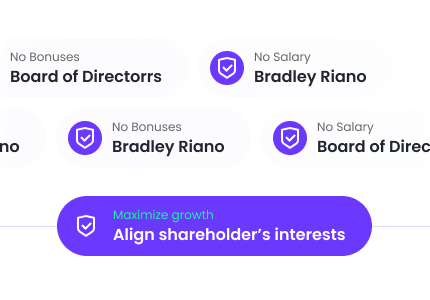 No Bonuses
Board of Directorrs
No Salary
Bradley Riano
no
No Bonuses
Bradley Riano
No Salary
Board of Direc
Maximize growth
Align shareholder’s interests